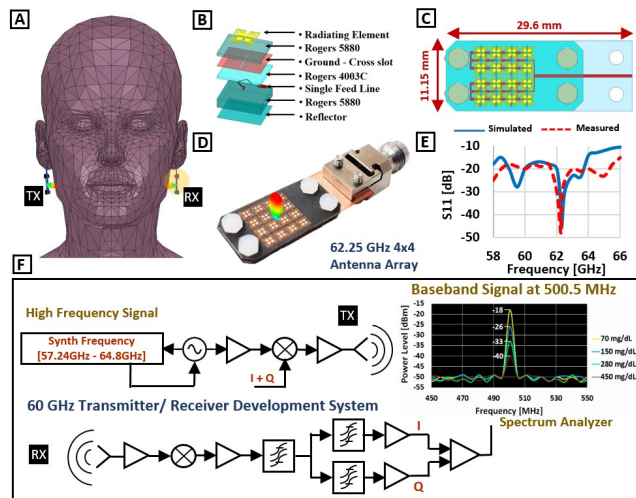 A
TX
RX
B
• Radiating Element
• Rogers 5880
• Ground - Cross slot
• Rogers 4003C
• Single Feed Line
• Rogers 5880
• Reflector
C
29.6 mm
11.15 mm
D
62.25 GHz 4x4
Antenna Array
E
Simulated
Measured
S11 [dB]
-10
-20
-30
-40
-50
58
60
62
64
66
Frequency [GHz]
F
High Frequency Signal
Synth Frequency
[57.24GHz - 64.8GHz]
I + Q
TX
Baseband Signal at 500.5 MHz
Power Level [dBm]
-15
-20
-25
-30
-35
-40
-45
-50
-55
450
470
490
510
530
550
Frequency [MHz]
70 mg/dL
150 mg/dL
280 mg/dL
450 mg/dL
60 GHz Transmitter/ Receiver Development System
Spectrum Analyzer
RX
I
Q